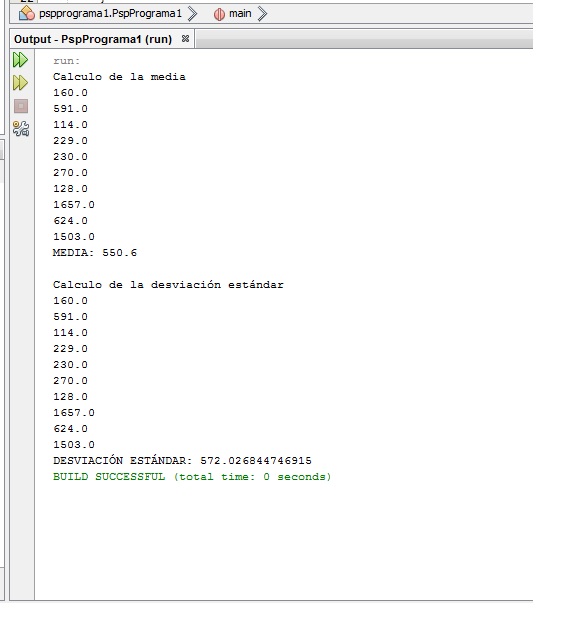 pspprograma1.PspPrograma1 main
Output - PspPrograma1 (run)
run:
Calculo de la media
160.0
591.0
114.0
229.0
230.0
270.0
128.0
1657.0
624.0
1503.0
MEDIA: 550.6
Calculo de la desviación estándar
160.0
591.0
114.0
229.0
230.0
270.0
128.0
1657.0
624.0
1503.0
DESVIACIÓN ESTÁNDAR: 572.026844746915
BUILD SUCCESSFUL (total time: 0 seconds)